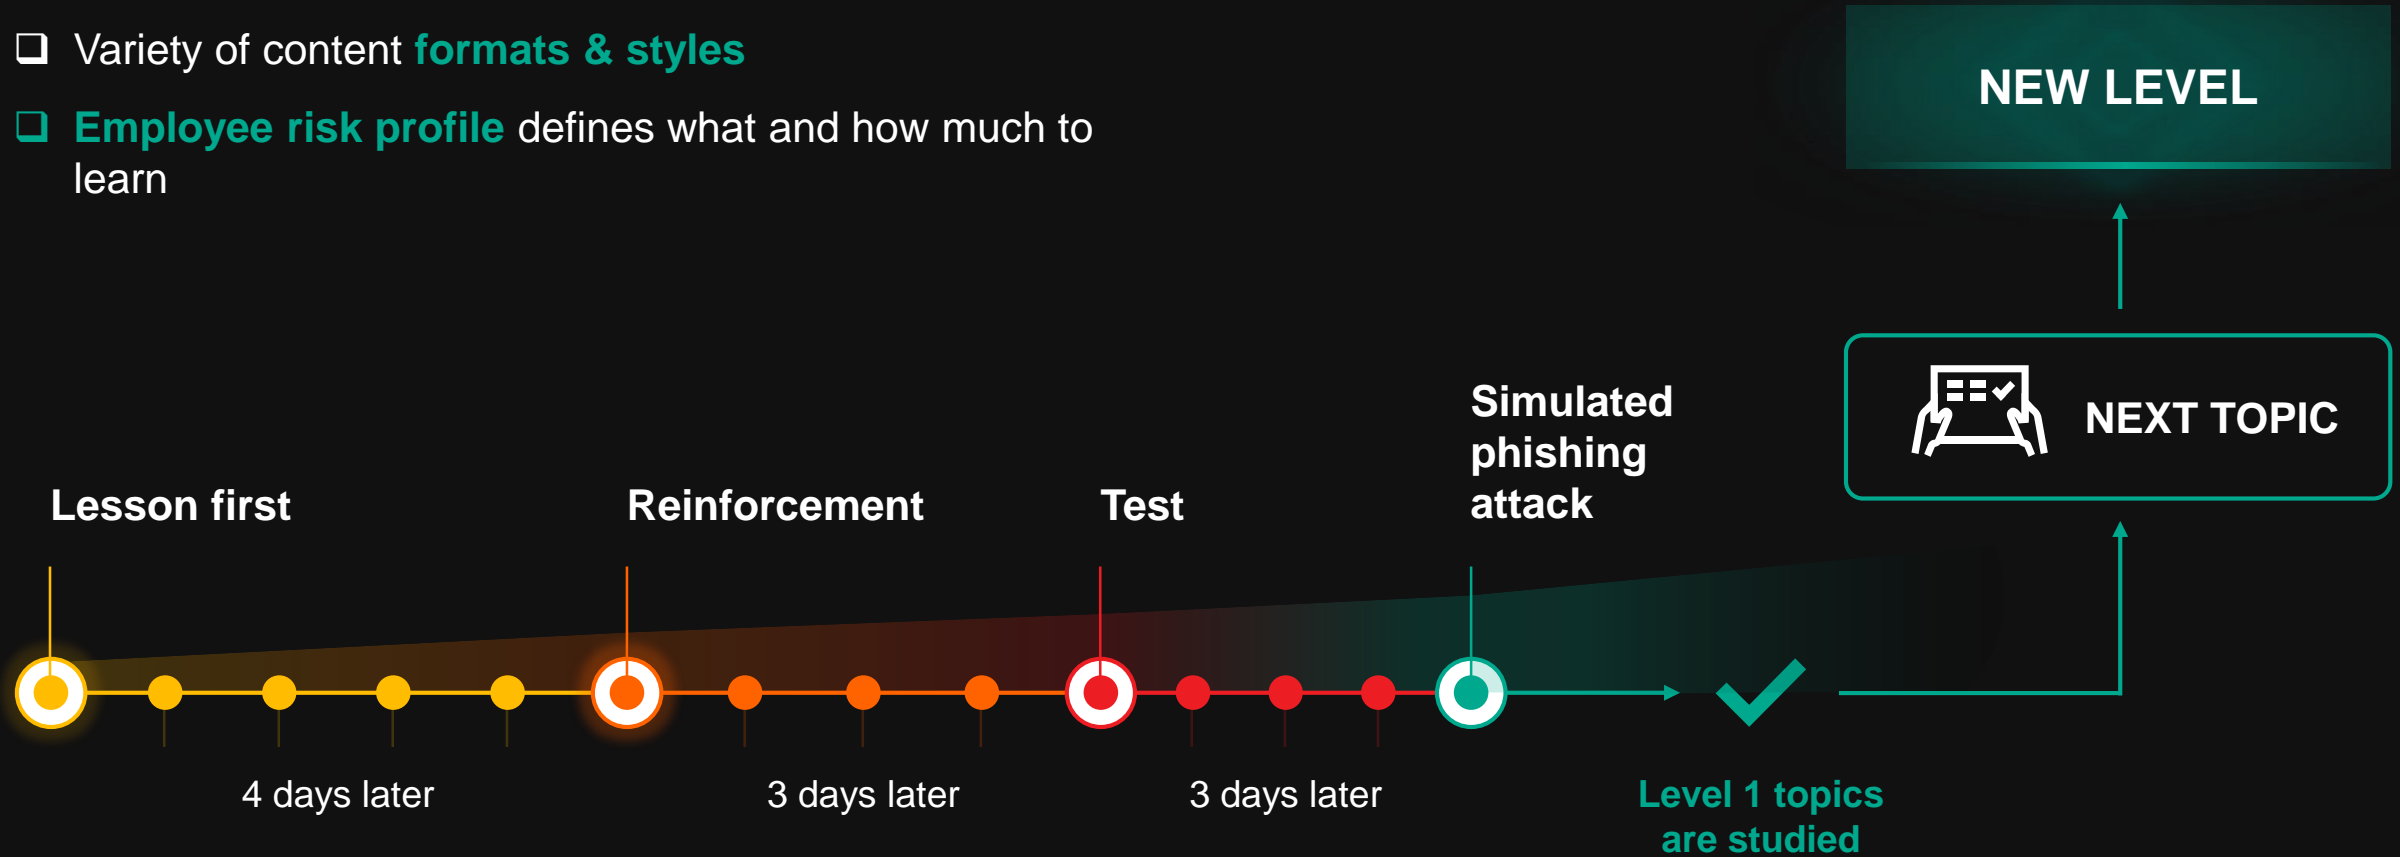 Variety of content formats & styles
Employee risk profile defines what and how much to
learn
NEW LEVEL
NEXT TOPIC
Simulated
phishing
attack
Lesson first
Reinforcement
Test
4 days later
3 days later
3 days later
Level 1 topics
are studied